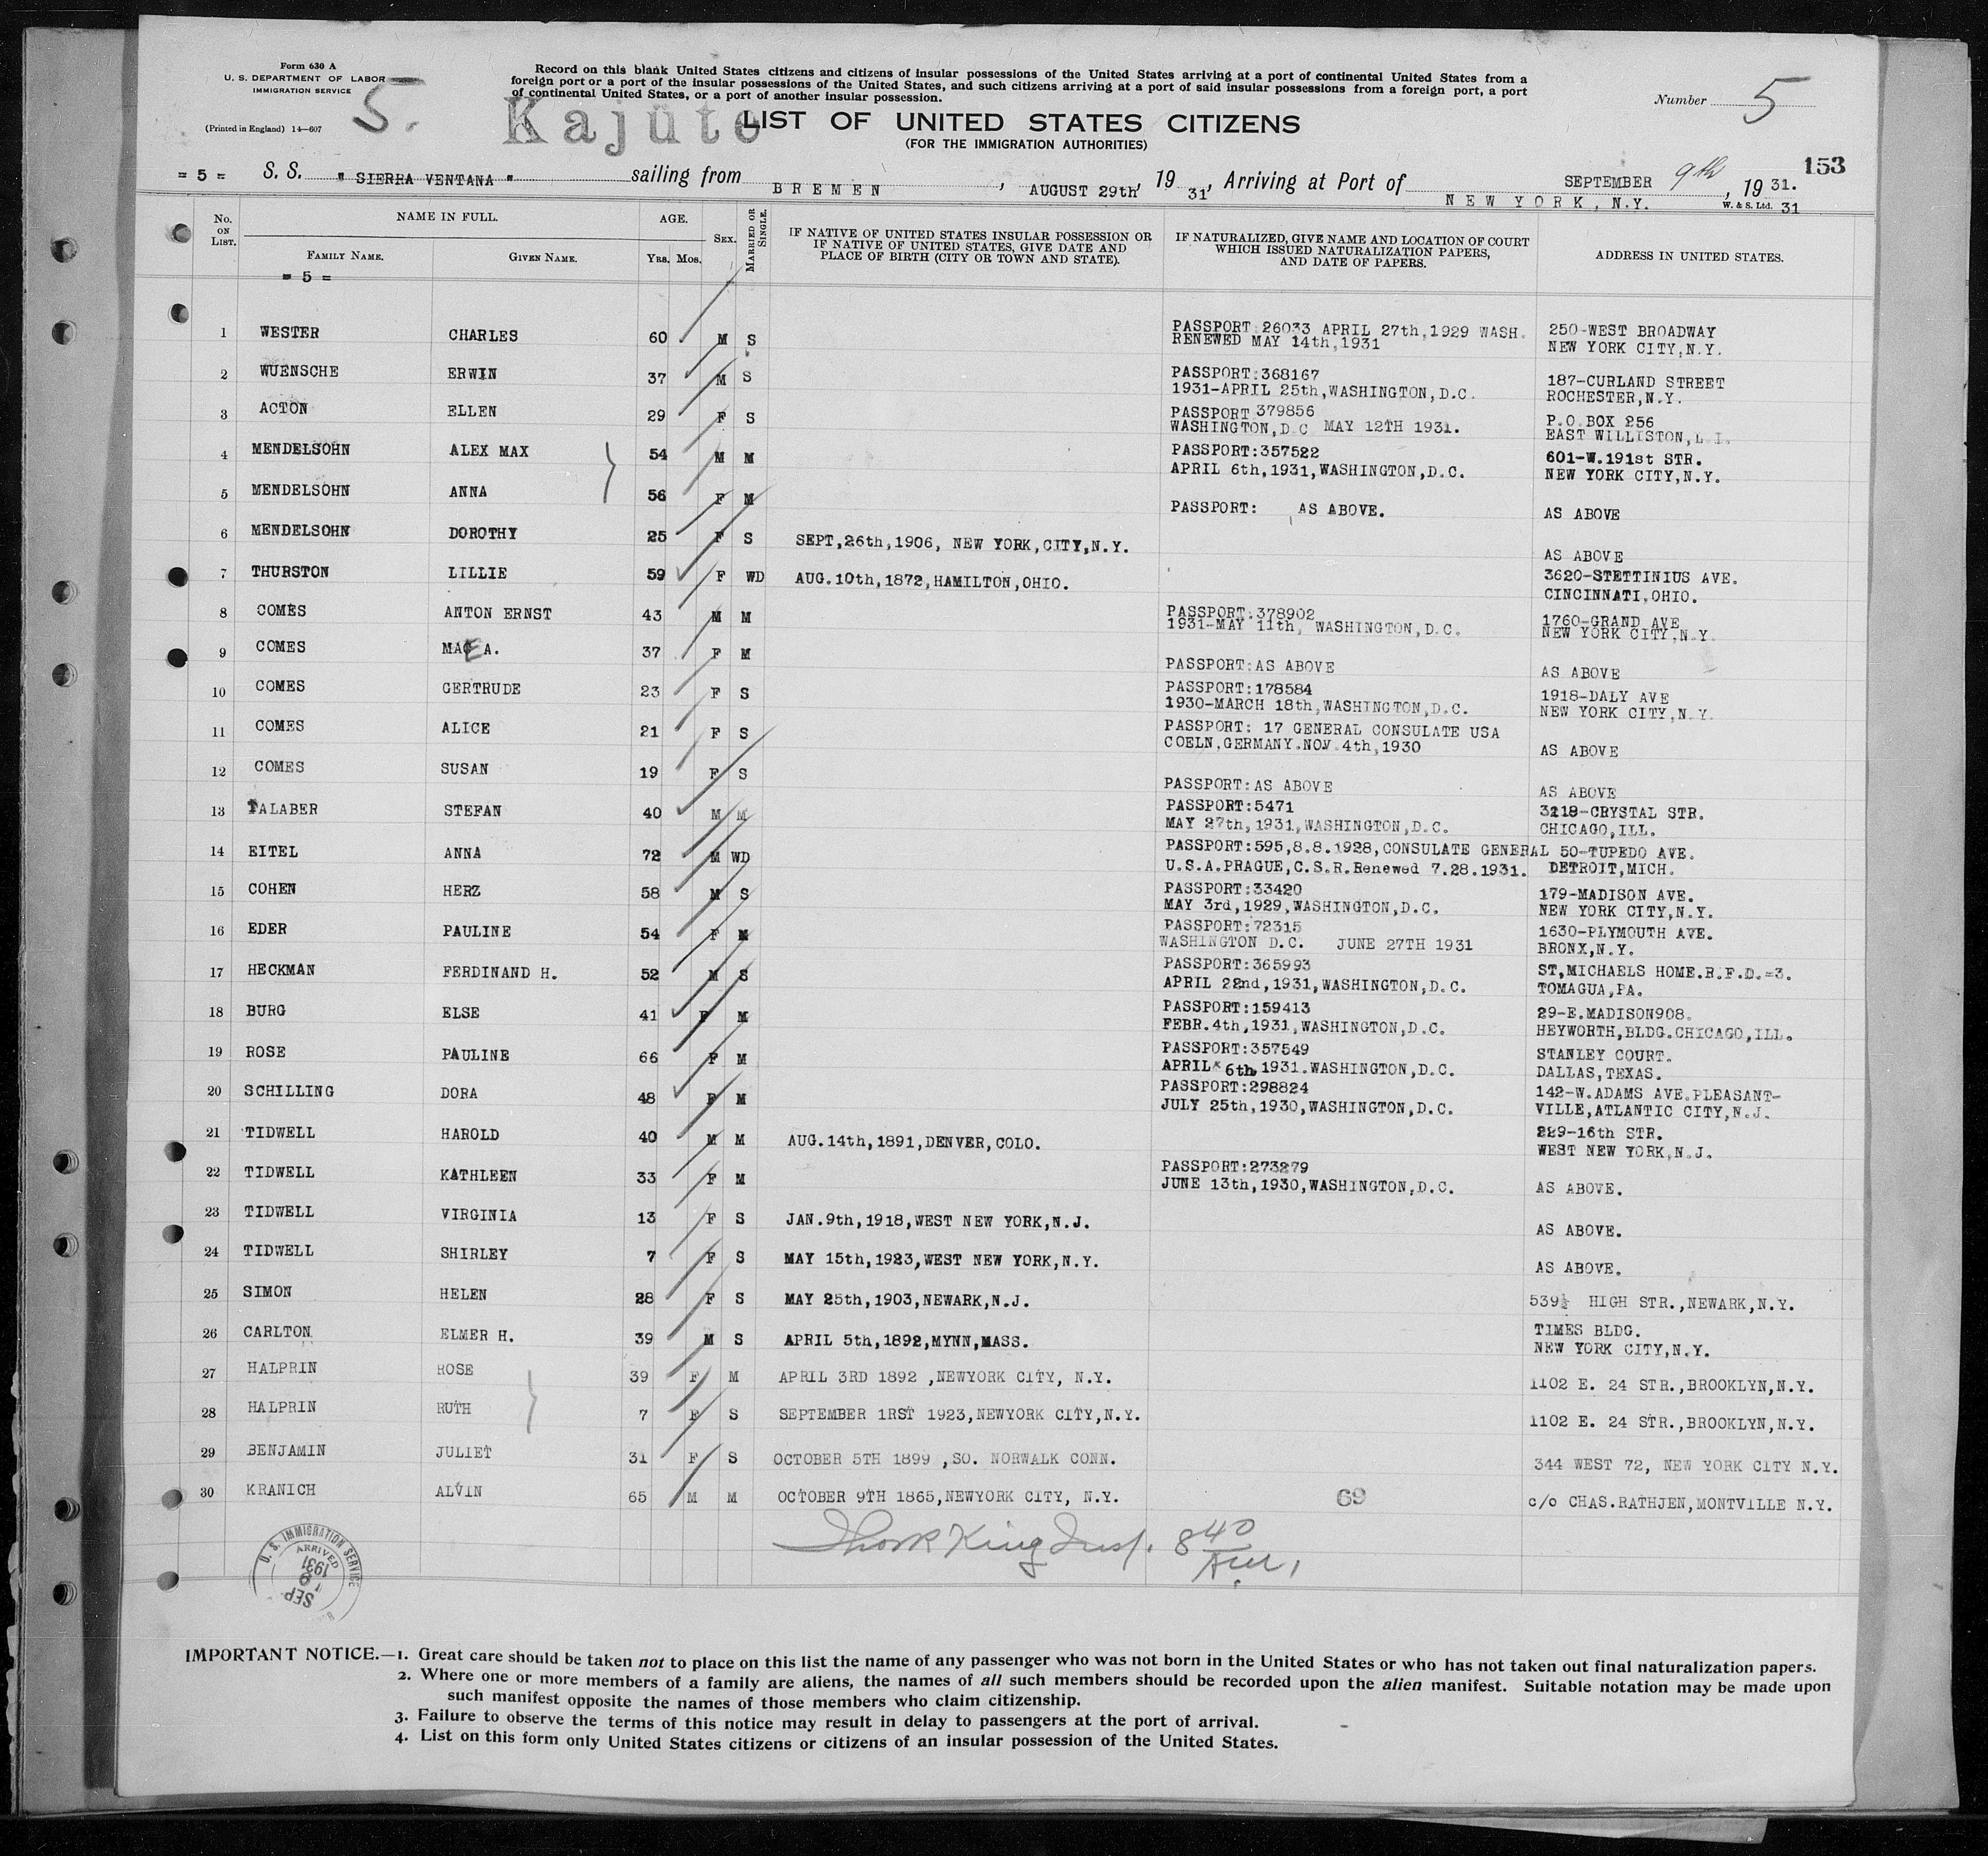 Form 630 A
U. S. DEPARTMENT OF LABOR
IMMIGRATION SERVICE
(Printed in England) 14—607
5.
Record on this blank United States citizens and citizens of insular possessions of the United States arriving at a port of continental United States from a
foreign port or a port of the insular possessions of the United States, and such citizens arriving at a port of said insular possessions from a foreign port, a port
of continental United States, or a port of another insular possession.
Number 5
Kajüte
LIST OF UNITED STATES CITIZENS
(FOR THE IMMIGRATION AUTHORITIES)
153
= 5 = S. S. " SIERRA VENTANA " sailing from BREMEN, AUGUST 29th, 19 31, Arriving at Port of NEW YORK, N.Y. SEPTEMBER 9th, 19 31.
W. & S. Ltd. 31
No. ON LIST. NAME IN FULL. AGE. SEX. MARRIED OR SINGLE. IF NATIVE OF UNITED STATES INSULAR POSSESSION OR IF NATIVE OF UNITED STATES, GIVE DATE AND PLACE OF BIRTH (CITY OR TOWN AND STATE). IF NATURALIZED, GIVE NAME AND LOCATION OF COURT WHICH ISSUED NATURALIZATION PAPERS, AND DATE OF PAPERS. ADDRESS IN UNITED STATES.
FAMILY NAME. GIVEN NAME. Yrs. Mos.
= 5 =
1 WESTER CHARLES 60 M S PASSPORT 26033 APRIL 27th,1929 WASH. 250-WEST BROADWAY
RENEWED MAY 14th,1931 NEW YORK CITY,N.Y.
2 WUENSCHE ERWIN 37 M S PASSPORT:368167 187-CURLAND STREET
1931-APRIL 25th,WASHINGTON,D.C. ROCHESTER,N.Y.
3 ACTON ELLEN 29 F S PASSPORT 379856 P.O.BOX 256
WASHINGTON,D.C MAY 12TH 1931. EAST WILLISTON,L.I.
4 MENDELSOHN ALEX MAX 54 M M PASSPORT:357522 601-W.191st STR.
APRIL 6th,1931,WASHINGTON,D.C. NEW YORK CITY,N.Y.
5 MENDELSOHN ANNA 56 F M PASSPORT: AS ABOVE. AS ABOVE
6 MENDELSOHN DOROTHY 25 F S SEPT,26th,1906, NEW YORK,CITY,N.Y. AS ABOVE
7 THURSTON LILLIE 59 F WD AUG.10th,1872,HAMILTON,OHIO. 3620-STETTINIUS AVE.
CINCINNATI,OHIO.
8 COMES ANTON ERNST 43 M M PASSPORT:378902 1760-GRAND AVE
1931-MAY 11th, WASHINGTON,D.C. NEW YORK CITY,N.Y.
9 COMES MAE A. 37 F M PASSPORT:AS ABOVE AS ABOVE
10 COMES GERTRUDE 23 F S PASSPORT:178584 1918-DALY AVE
1930-MARCH 18th,WASHINGTON,D.C. NEW YORK CITY,N.Y.
11 COMES ALICE 21 F S PASSPORT: 17 GENERAL CONSULATE USA
COELN,GERMANY.NOV.4th,1930 AS ABOVE
12 COMES SUSAN 19 F S PASSPORT:AS ABOVE AS ABOVE
13 TALABER STEFAN 40 M M PASSPORT:5471 3218-CRYSTAL STR.
MAY 27th,1931,WASHINGTON,D.C. CHICAGO,ILL.
14 EITEL ANNA 72 M WD PASSPORT:595,8.8.1928,CONSULATE GENERAL 50-TUPEDO AVE.
U.S.A.PRAGUE,C.S.R.Renewed 7.28.1931. DETROIT,MICH.
15 COHEN HERZ 58 M S PASSPORT:33420 179-MADISON AVE.
MAY 3rd,1929,WASHINGTON,D.C. NEW YORK CITY,N.Y.
16 EDER PAULINE 54 F M PASSPORT:72315 1630-PLYMOUTH AVE.
WASHINGTON D.C. JUNE 27TH 1931 BRONX,N.Y.
17 HECKMAN FERDINAND H. 52 M S PASSPORT:365993 ST,MICHAELS HOME.R.F.D.=3.
APRIL 22nd,1931,WASHINGTON,D.C. TOMAGUA,PA.
18 BURG ELSE 41 F M PASSPORT:159413 29-E.MADISON908.
FEBR.4th,1931,WASHINGTON,D.C. HEYWORTH,BLDG.CHICAGO,ILL.
19 ROSE PAULINE 66 F M PASSPORT:357549 STANLEY COURT.
APRIL 6th,1931.WASHINGTON,D.C. DALLAS,TEXAS.
20 SCHILLING DORA 48 F M PASSPORT:298824 142-W.ADAMS AVE.PLEASANT-
JULY 25th,1930,WASHINGTON,D.C. VILLE,ATLANTIC CITY,N.J.
21 TIDWELL HAROLD 40 M M AUG.14th,1891,DENVER,COLO. 229-16th STR.
WEST NEW YORK,N.J.
22 TIDWELL KATHLEEN 33 F M PASSPORT:273279
JUNE 13th,1930,WASHINGTON,D.C. AS ABOVE.
23 TIDWELL VIRGINIA 13 F S JAN.9th,1918,WEST NEW YORK,N.J. AS ABOVE.
24 TIDWELL SHIRLEY 7 F S MAY 15th,1923,WEST NEW YORK,N.Y. AS ABOVE.
25 SIMON HELEN 28 F S MAY 25th,1903,NEWARK,N.J. 539½ HIGH STR.,NEWARK,N.Y.
26 CARLTON ELMER H. 39 M S APRIL 5th,1892,MYNN,MASS. TIMES BLDG.
NEW YORK CITY,N.Y.
27 HALPRIN ROSE 39 F M APRIL 3RD 1892 ,NEWYORK CITY, N.Y. 1102 E. 24 STR.,BROOKLYN,N.Y.
28 HALPRIN RUTH 7 F S SEPTEMBER 1RST 1923,NEWYORK CITY,N.Y. 1102 E. 24 STR.,BROOKLYN,N.Y.
29 BENJAMIN JULIET 31 F S OCTOBER 5TH 1899 ,SO. NORWALK CONN. 344 WEST 72, NEW YORK CITY N.Y.
30 KRANICH ALVIN 65 M M OCTOBER 9TH 1865,NEWYORK CITY, N.Y. 69 c/o CHAS.RATHJEN,MONTVILLE N.Y.
King Insp. 8 40
U. S. IMMIGRATION SERVICE
ARRIVED
SEP 9 1931
IMPORTANT NOTICE.—1. Great care should be taken not to place on this list the name of any passenger who was not born in the United States or who has not taken out final naturalization papers.
2. Where one or more members of a family are aliens, the names of all such members should be recorded upon the alien manifest. Suitable notation may be made upon
such manifest opposite the names of those members who claim citizenship.
3. Failure to observe the terms of this notice may result in delay to passengers at the port of arrival.
4. List on this form only United States citizens or citizens of an insular possession of the United States.